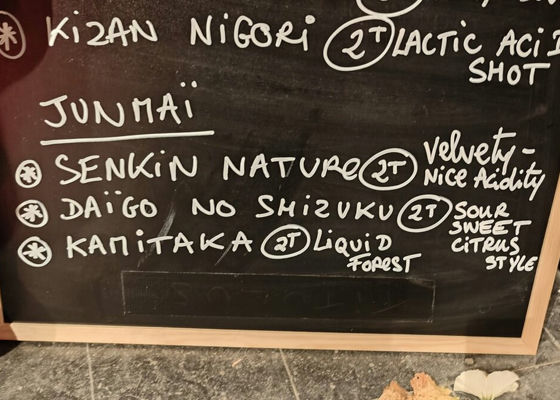 KIZAN NIGORI 2T LACTIC ACID
SHOT
JUNMAÏ
SENKIN NATURE 2T Velvety -
Nice Acidity
DAÏGO NO SHIZUKU 2T SOUR
SWEET
CITRUS
STYLE
KAMITAKA 2T LIQUID
FOREST